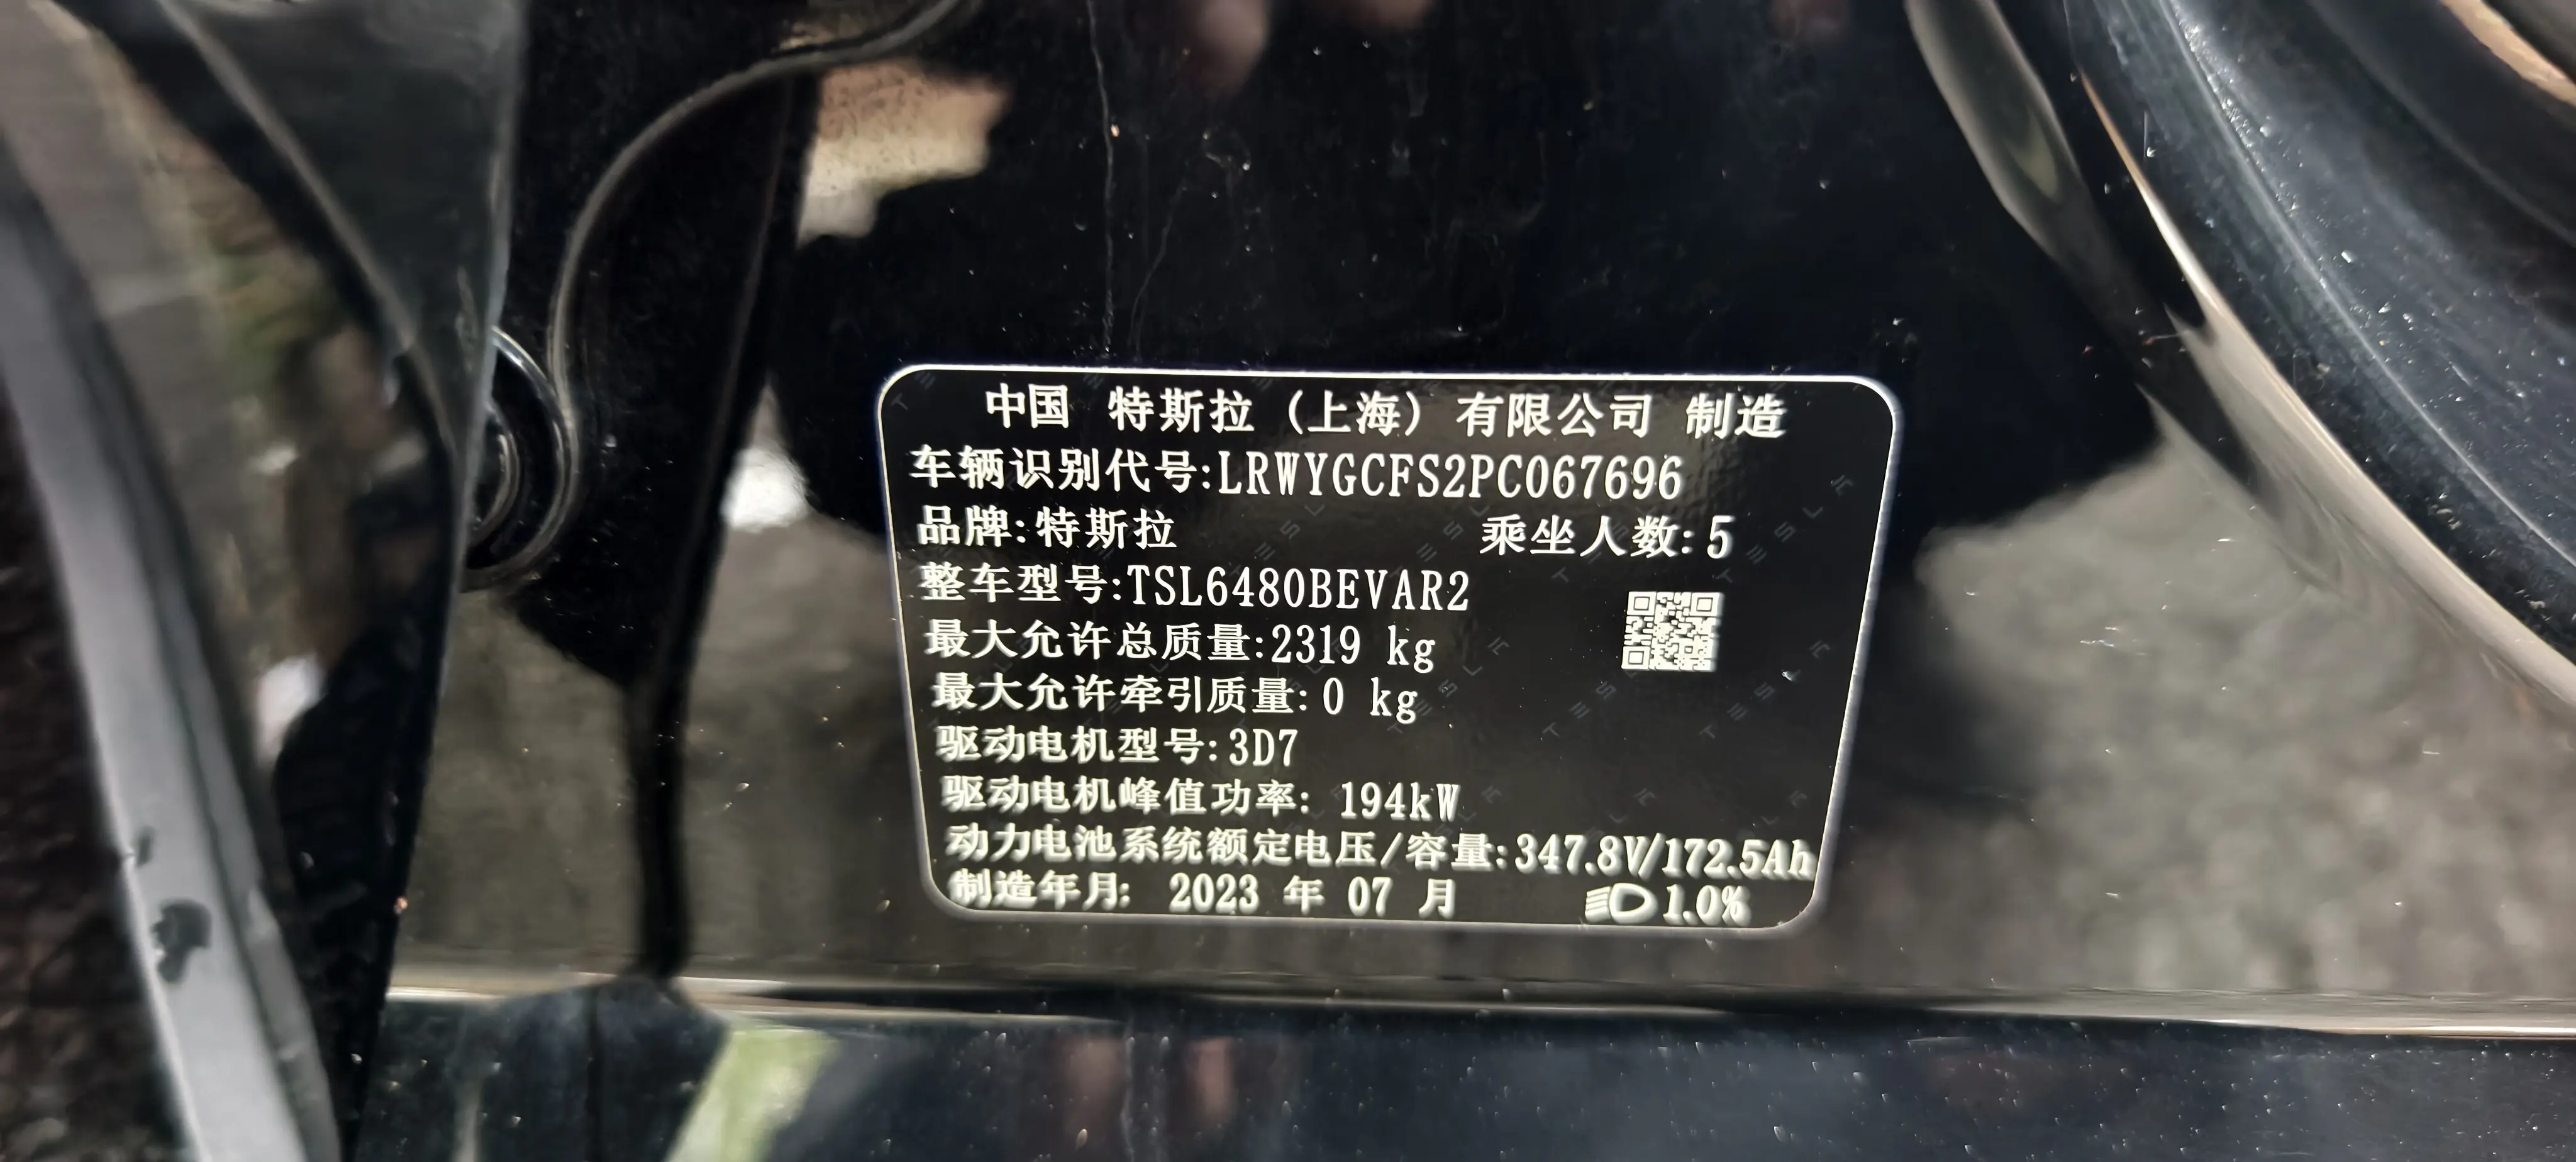 中国 特斯拉（上海）有限公司 制造
车辆识别代号:LRWYGCFS2PC067696
品牌:特斯拉 乘坐人数:5
整车型号:TSL6480BEVAR2
最大允许总质量:2319 kg
最大允许牵引质量:0 kg
驱动电机型号:3D7
驱动电机峰值功率: 194kW
动力电池系统额定电压/容量:347.8V/172.5Ah
制造年月: 2023 年 07 月 1.0%